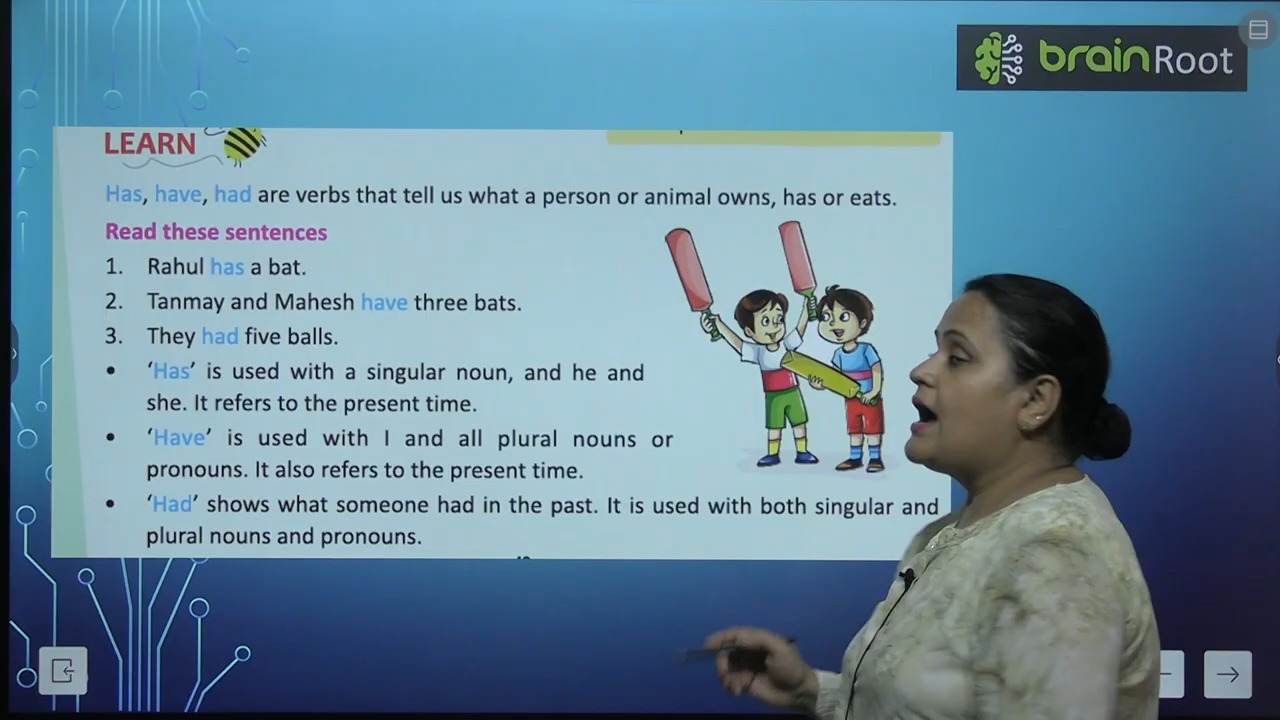 brainRoot
LEARN
Has, have, had are verbs that tell us what a person or animal owns, has or eats.
Read these sentences
1. Rahul has a bat.
2. Tanmay and Mahesh have three bats.
3. They had five balls.
• ‘Has’ is used with a singular noun, and he and
she. It refers to the present time.
• ‘Have’ is used with I and all plural nouns or
pronouns. It also refers to the present time.
• ‘Had’ shows what someone had in the past. It is used with both singular and
plural nouns and pronouns.